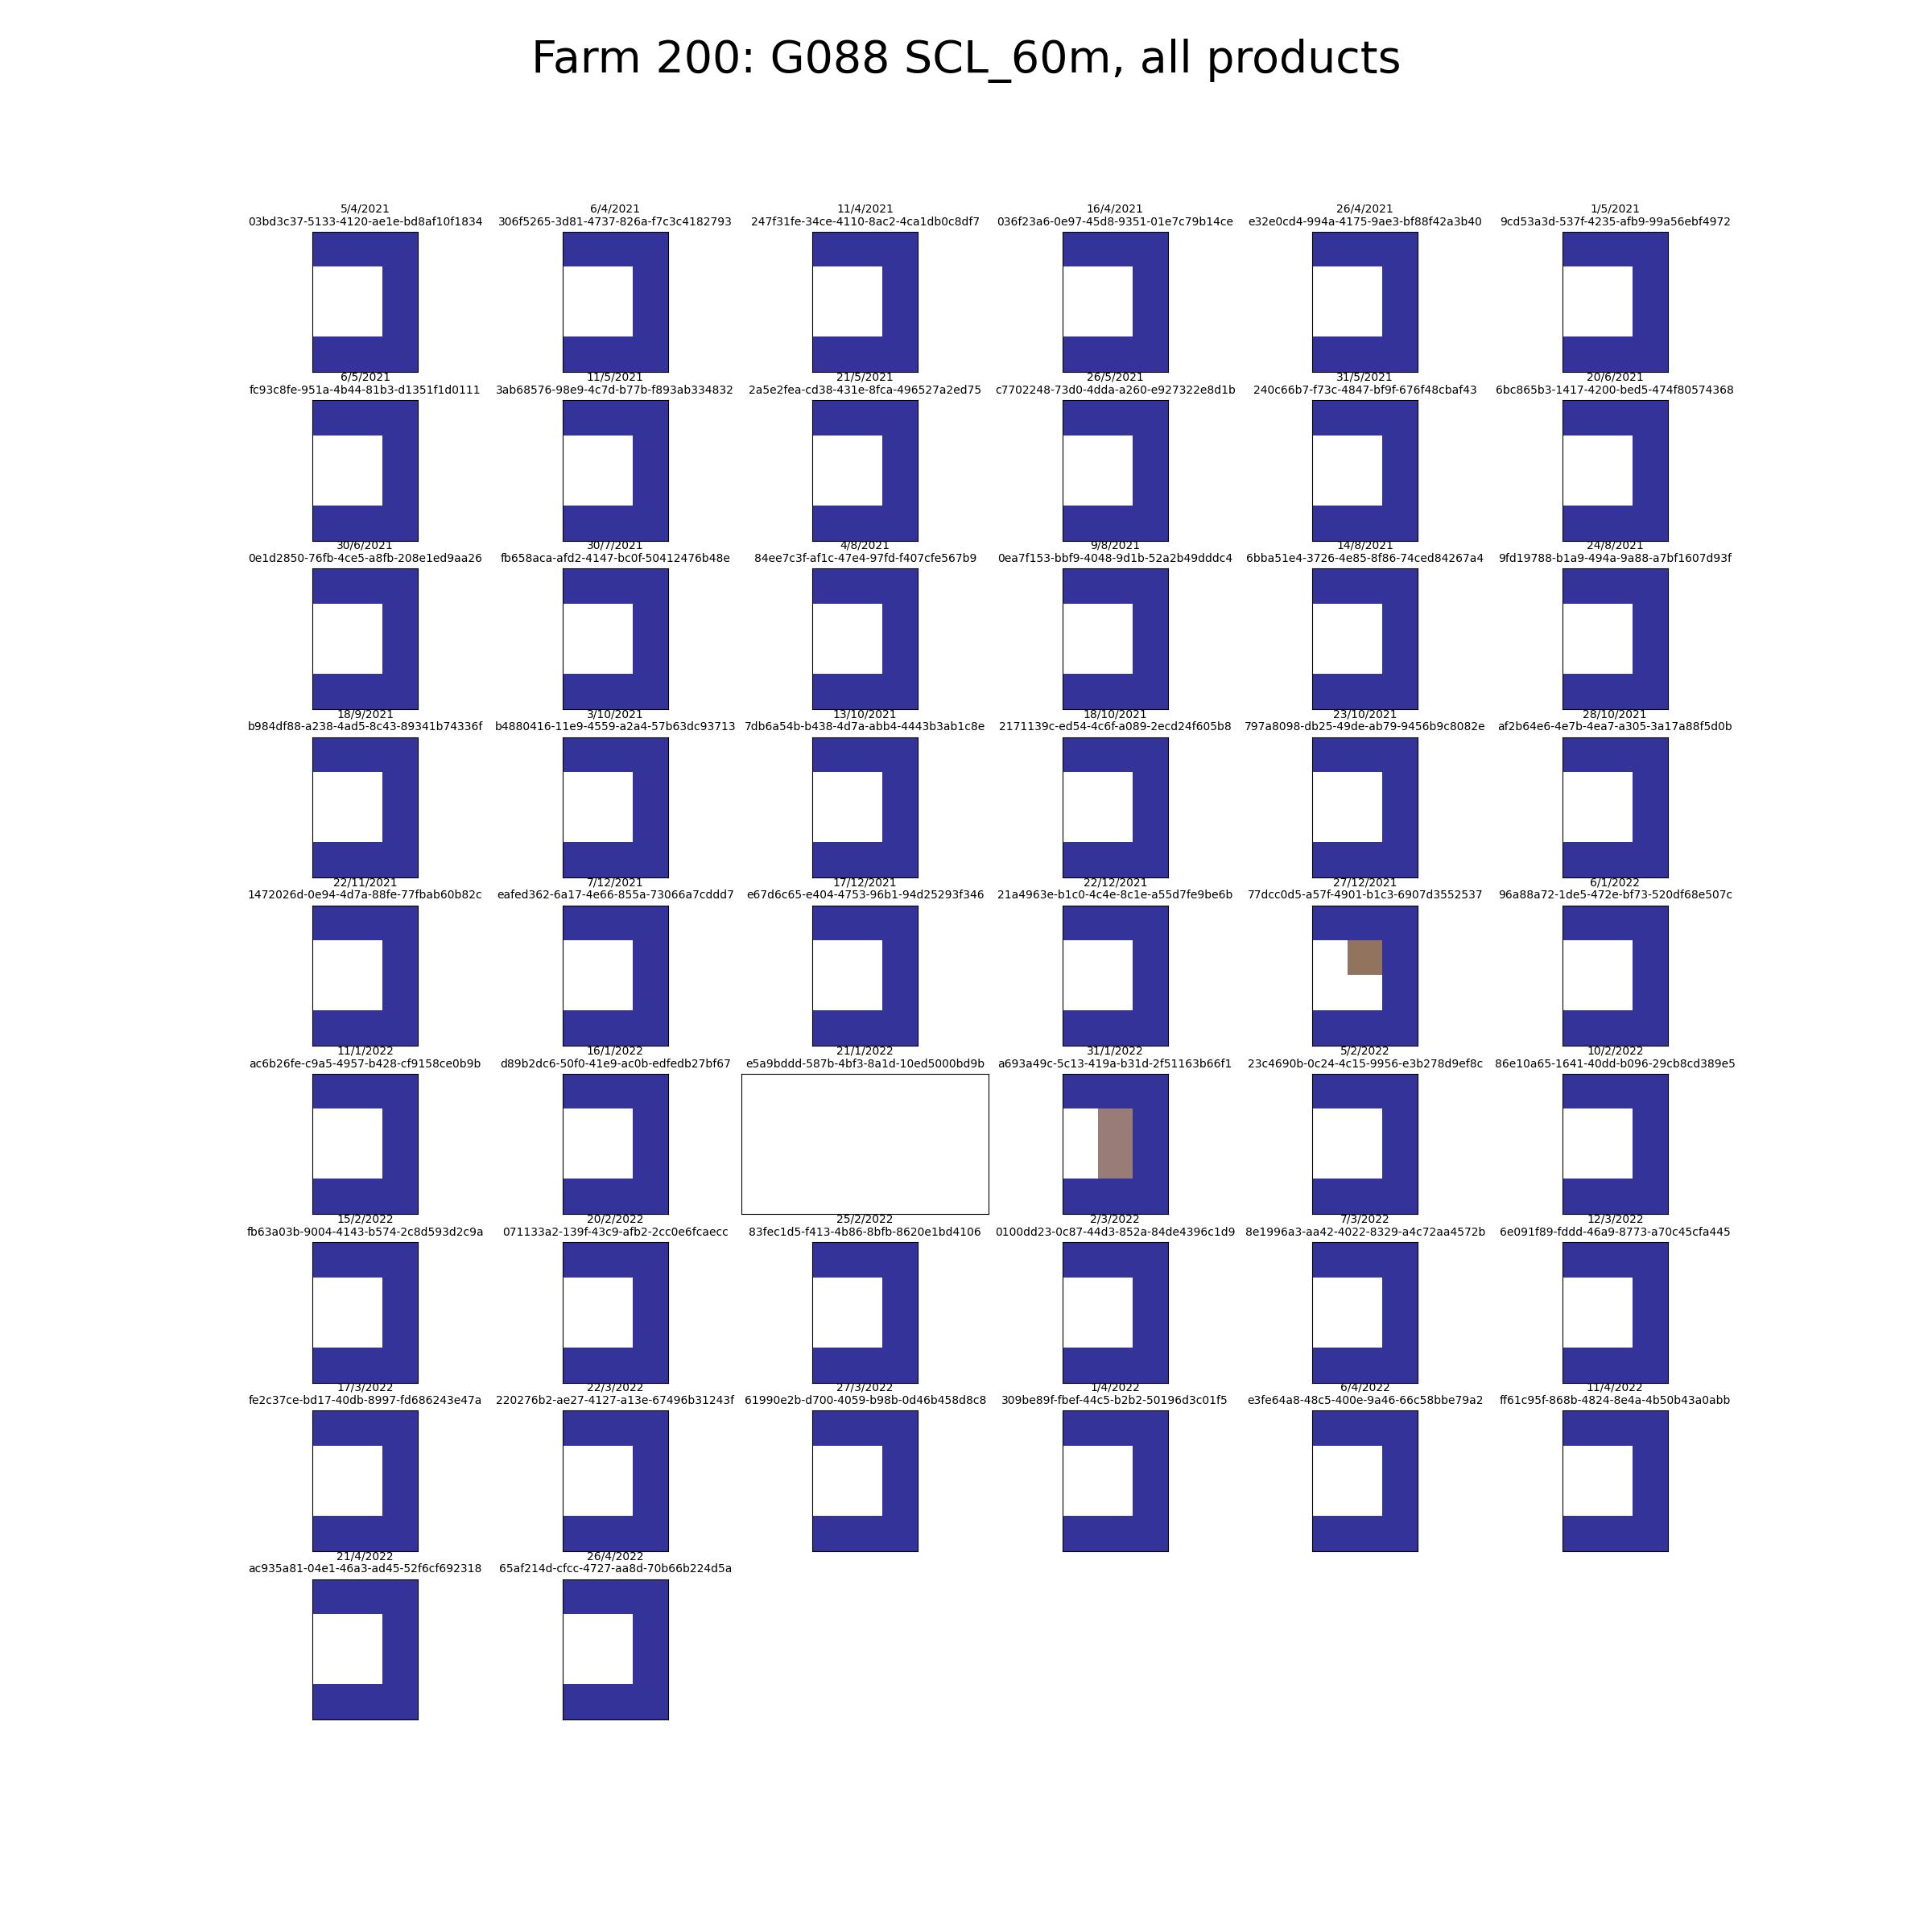 Farm 200: G088 SCL_60m, all products
5/4/2021 6/4/2021 11/4/2021 16/4/2021 26/4/2021 1/5/2021
03bd3c37-5133-4120-ae1e-bd8af10f1834 306f5265-3d81-4737-826a-f7c3c4182793 247f31fe-34ce-4110-8ac2-4ca1db0c8df7 036f23a6-0e97-45d8-9351-01e7c79b14ce e32e0cd4-994a-4175-9ae3-bf88f42a3b40 9cd53a3d-537f-4235-afb9-99a56ebf4972
6/5/2021 11/5/2021 21/5/2021 26/5/2021 31/5/2021 20/6/2021
fc93c8fe-951a-4b44-81b3-d1351f1d0111 3ab68576-98e9-4c7d-b77b-f893ab334832 2a5e2fea-cd38-431e-8fca-496527a2ed75 c7702248-73d0-4dda-a260-e927322e8d1b 240c66b7-f73c-4847-bf9f-676f48cbaf43 6bc865b3-1417-4200-bed5-474f80574368
30/6/2021 30/7/2021 4/8/2021 9/8/2021 14/8/2021 24/8/2021
0e1d2850-76fb-4ce5-a8fb-208e1ed9aa26 fb658aca-afd2-4147-bc0f-50412476b48e 84ee7c3f-af1c-47e4-97fd-f407cfe567b9 0ea7f153-bbf9-4048-9d1b-52a2b49dddc4 6bba51e4-3726-4e85-8f86-74ced84267a4 9fd19788-b1a9-494a-9a88-a7bf1607d93f
18/9/2021 3/10/2021 13/10/2021 18/10/2021 23/10/2021 28/10/2021
b984df88-a238-4ad5-8c43-89341b74336f b4880416-11e9-4559-a2a4-57b63dc93713 7db6a54b-b438-4d7a-abb4-4443b3ab1c8e 2171139c-ed54-4c6f-a089-2ecd24f605b8 797a8098-db25-49de-ab79-9456b9c8082e af2b64e6-4e7b-4ea7-a305-3a17a88f5d0b
22/11/2021 7/12/2021 17/12/2021 22/12/2021 27/12/2021 6/1/2022
1472026d-0e94-4d7a-88fe-77fbab60b82c eafed362-6a17-4e66-855a-73066a7cddd7 e67d6c65-e404-4753-96b1-94d25293f346 21a4963e-b1c0-4c4e-8c1e-a55d7fe9be6b 77dcc0d5-a57f-4901-b1c3-6907d3552537 96a88a72-1de5-472e-bf73-520df68e507c
11/1/2022 16/1/2022 21/1/2022 31/1/2022 5/2/2022 10/2/2022
ac6b26fe-c9a5-4957-b428-cf9158ce0b9b d89b2dc6-50f0-41e9-ac0b-edfedb27bf67 e5a9bddd-587b-4bf3-8a1d-10ed5000bd9b a693a49c-5c13-419a-b31d-2f51163b66f1 23c4690b-0c24-4c15-9956-e3b278d9ef8c 86e10a65-1641-40dd-b096-29cb8cd389e5
15/2/2022 20/2/2022 25/2/2022 2/3/2022 7/3/2022 12/3/2022
fb63a03b-9004-4143-b574-2c8d593d2c9a 071133a2-139f-43c9-afb2-2cc0e6fcaecc 83fec1d5-f413-4b86-8bfb-8620e1bd4106 0100dd23-0c87-44d3-852a-84de4396c1d9 8e1996a3-aa42-4022-8329-a4c72aa4572b 6e091f89-fddd-46a9-8773-a70c45cfa445
17/3/2022 22/3/2022 27/3/2022 1/4/2022 6/4/2022 11/4/2022
fe2c37ce-bd17-40db-8997-fd686243e47a 220276b2-ae27-4127-a13e-67496b31243f 61990e2b-d700-4059-b98b-0d46b458d8c8 309be89f-fbef-44c5-b2b2-50196d3c01f5 e3fe64a8-48c5-400e-9a46-66c58bbe79a2 ff61c95f-868b-4824-8e4a-4b50b43a0abb
21/4/2022 26/4/2022
ac935a81-04e1-46a3-ad45-52f6cf692318 65af214d-cfcc-4727-aa8d-70b66b224d5a